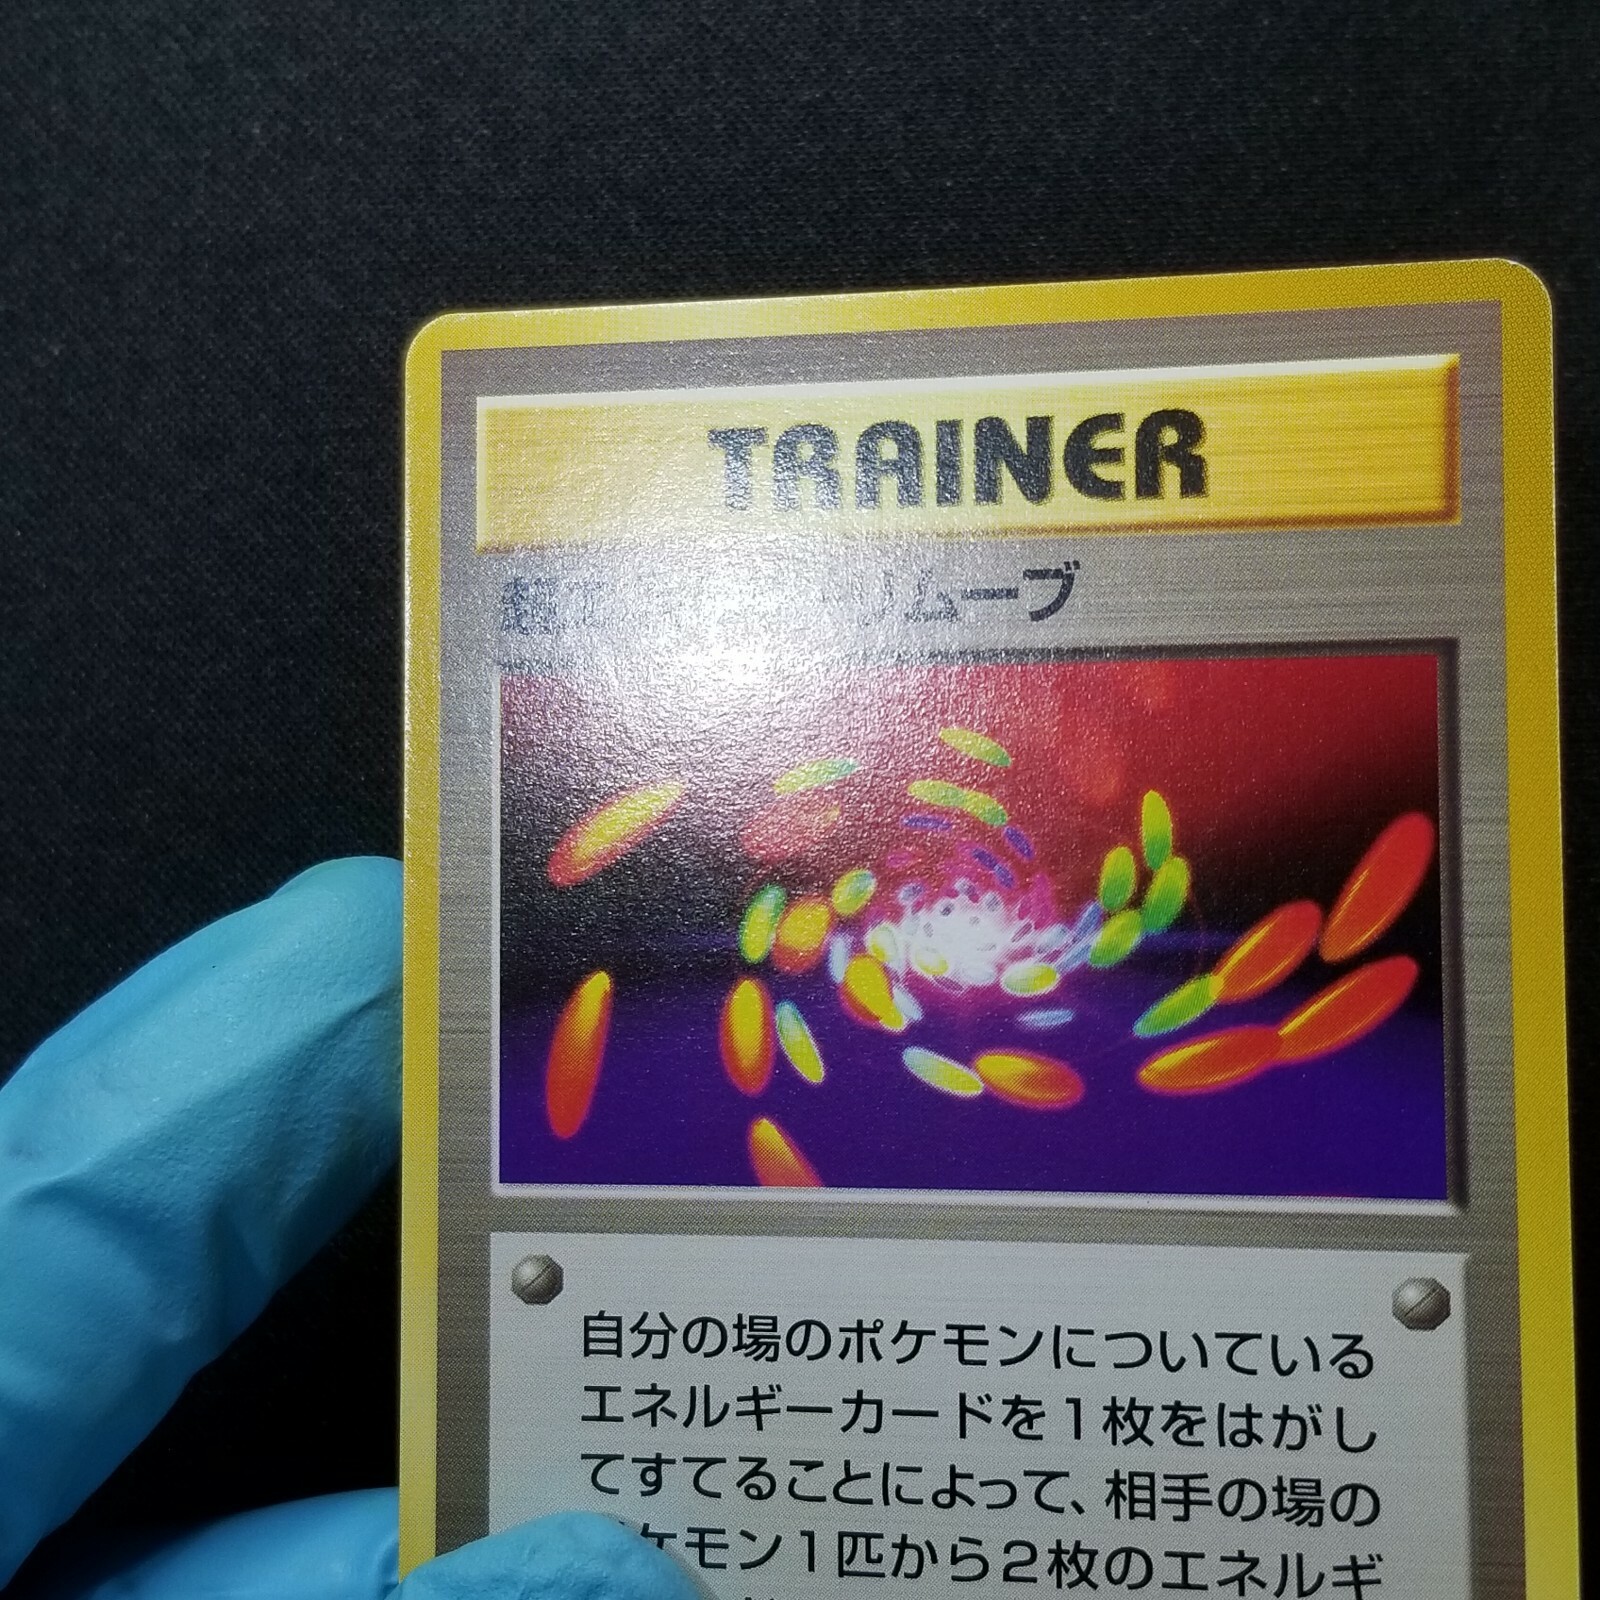 TRAINER
リムーブ
自分の場のポケモンについている
エネルギーカードを1枚をはがし
てすてることによって、相手の場の
ケモン1匹から2枚のエネルギ